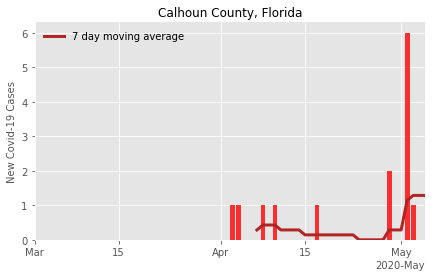 Calhoun County, Florida
7 day moving average
New Covid-19 Cases
6
5
4
3
2
1
0
Mar
15
Apr
15
May
2020-May